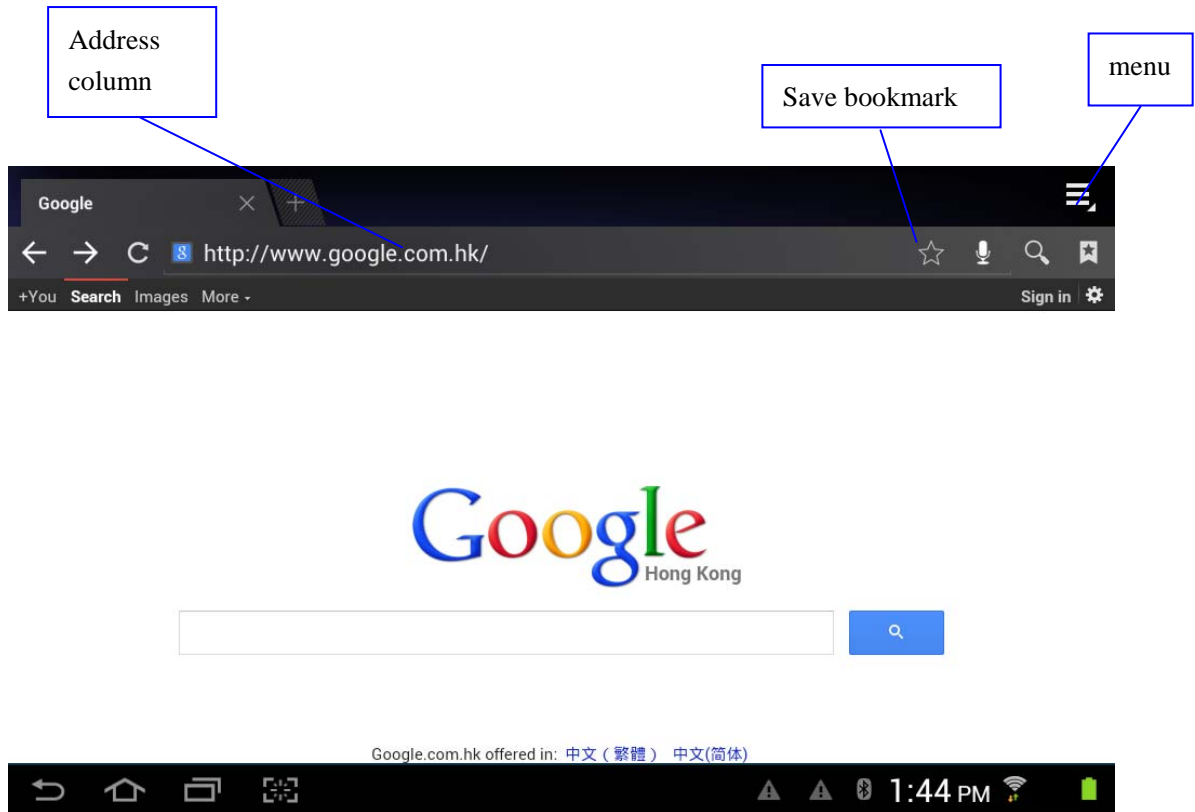 Address
column
Save bookmark
menu
Google
http://www.google.com.hk/
+You Search Images More
Sign in
Google
Hong Kong
Google.com.hk offered in: 中文（繁體） 中文(简体)
1:44 PM